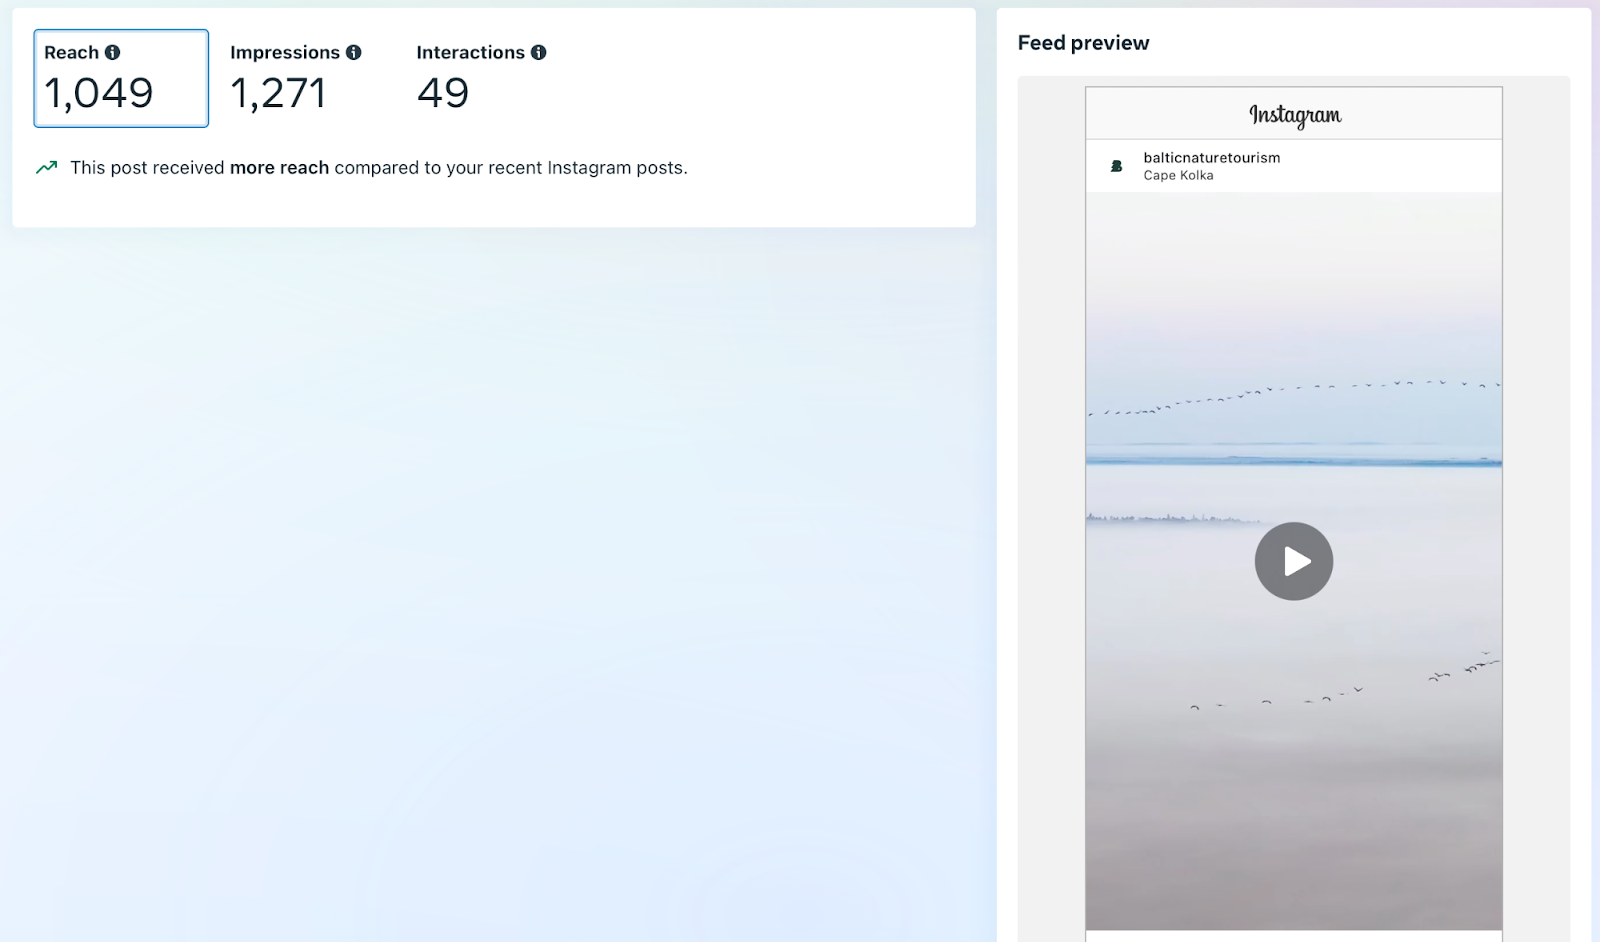 Reach
1,049
Impressions
1,271
Interactions
49
This post received more reach compared to your recent Instagram posts.
Feed preview
Instagram
balticnaturetourism
Cape Kolka